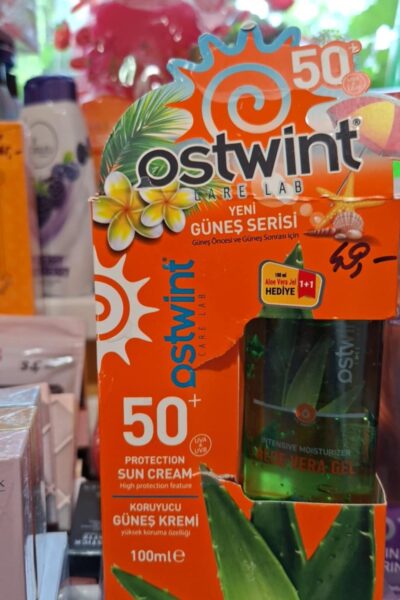 50+
ostwint®
CARE LAB
YENİ
GÜNEŞ SERİSİ
Güneş Öncesi ve Güneş Sonrası için
49,-
100 ml
Aloe Vera Jel
HEDİYE
1+1
ostwint
CARE LAB
50+
UVA &
UVB
PROTECTION
SUN CREAM
High protection feature
KORUYUCU
GÜNEŞ KREMİ
yüksek koruma özelliği
100ml e
ostwint
INTENSIVE MOISTURIZER
ALOE VERA GEL